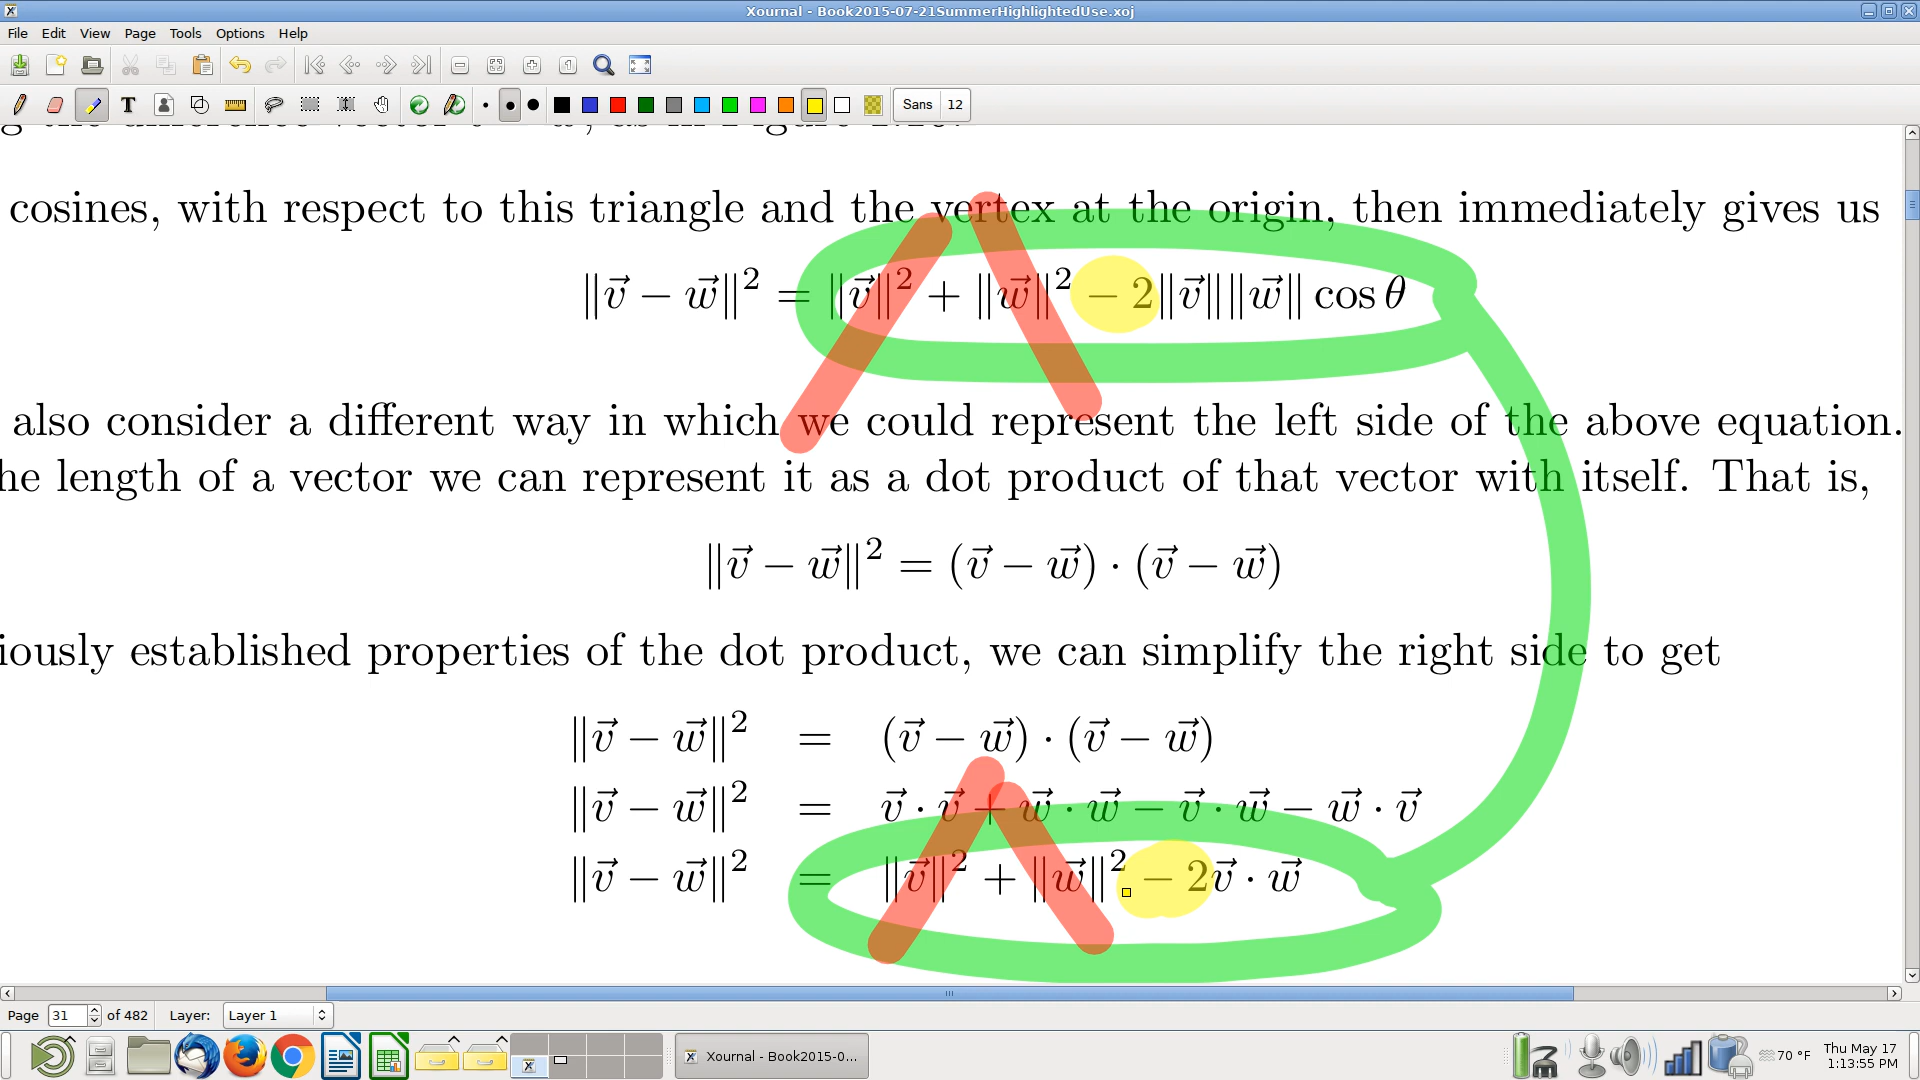 Xournal - Book2015-07-21SummerHighlightedUse.xoj
File Edit View Page Tools Options Help
Sans 12
g the difference vector
cosines, with respect to this triangle and the vertex at the origin, then immediately gives us
‖v⃗ − w⃗‖² = ‖v⃗‖² + ‖w⃗‖² − 2‖v⃗‖‖w⃗‖ cos θ
also consider a different way in which we could represent the left side of the above equation.
he length of a vector we can represent it as a dot product of that vector with itself. That is,
‖v⃗ − w⃗‖² = (v⃗ − w⃗) · (v⃗ − w⃗)
iously established properties of the dot product, we can simplify the right side to get
‖v⃗ − w⃗‖² = (v⃗ − w⃗) · (v⃗ − w⃗)
‖v⃗ − w⃗‖² = v⃗ · v⃗ + w⃗ · w⃗ − v⃗ · w⃗ − w⃗ · v⃗
‖v⃗ − w⃗‖² = ‖v⃗‖² + ‖w⃗‖² − 2v⃗ · w⃗
Page 31 of 482 Layer: Layer 1
Xournal - Book2015-0...
70 °F
Thu May 17
1:13:55 PM